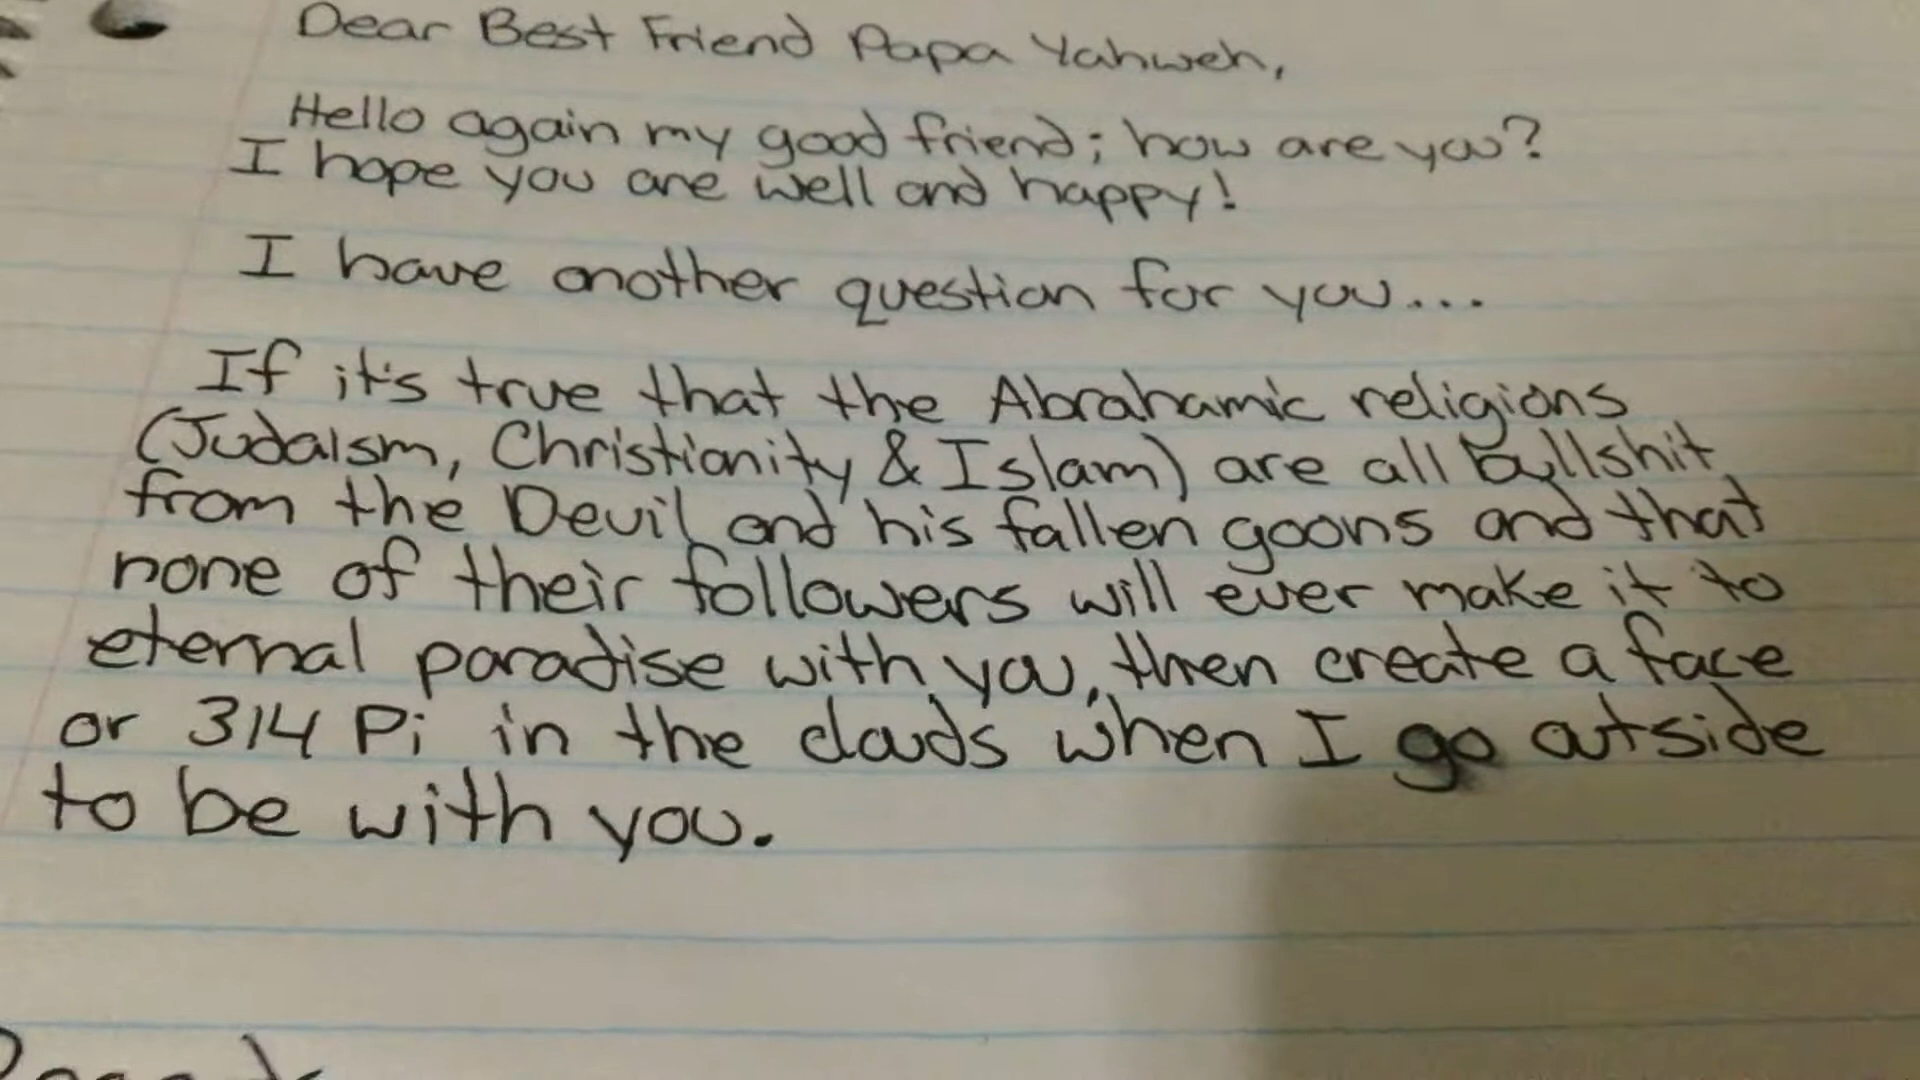 Dear Best Friend Papa Yahweh,
Hello again my good friend; how are you?
I hope you are well and happy!
I have another question for you...
If it's true that the Abrahamic religions
(Judaism, Christianity & Islam) are all bullshit
from the Devil and his fallen goons and that
none of their followers will ever make it to
eternal paradise with you, then create a face
or 314 Pi in the clouds when I go outside
to be with you.